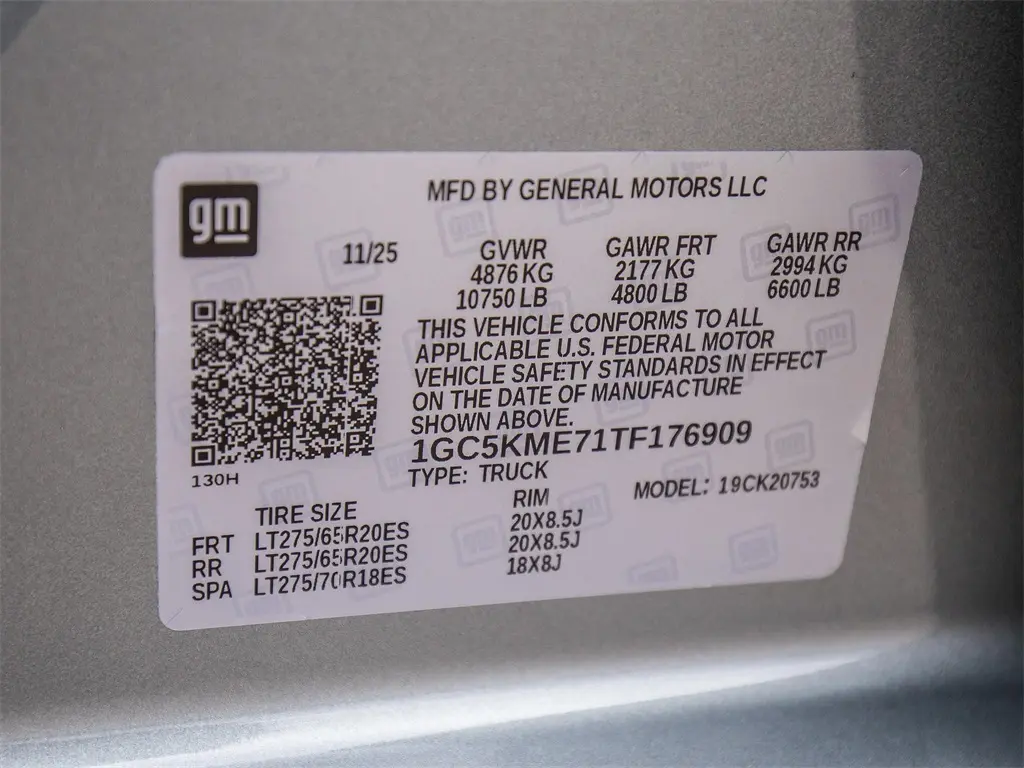 gm
MFD BY GENERAL MOTORS LLC
11/25 GVWR GAWR FRT GAWR RR
4876 KG 2177 KG 2994 KG
10750 LB 4800 LB 6600 LB
THIS VEHICLE CONFORMS TO ALL
APPLICABLE U.S. FEDERAL MOTOR
VEHICLE SAFETY STANDARDS IN EFFECT
ON THE DATE OF MANUFACTURE
SHOWN ABOVE.
1GC5KME71TF176909
130H
TYPE: TRUCK MODEL: 19CK20753
TIRE SIZE RIM
FRT LT275/65R20ES 20X8.5J
RR LT275/65R20ES 20X8.5J
SPA LT275/70R18ES 18X8J